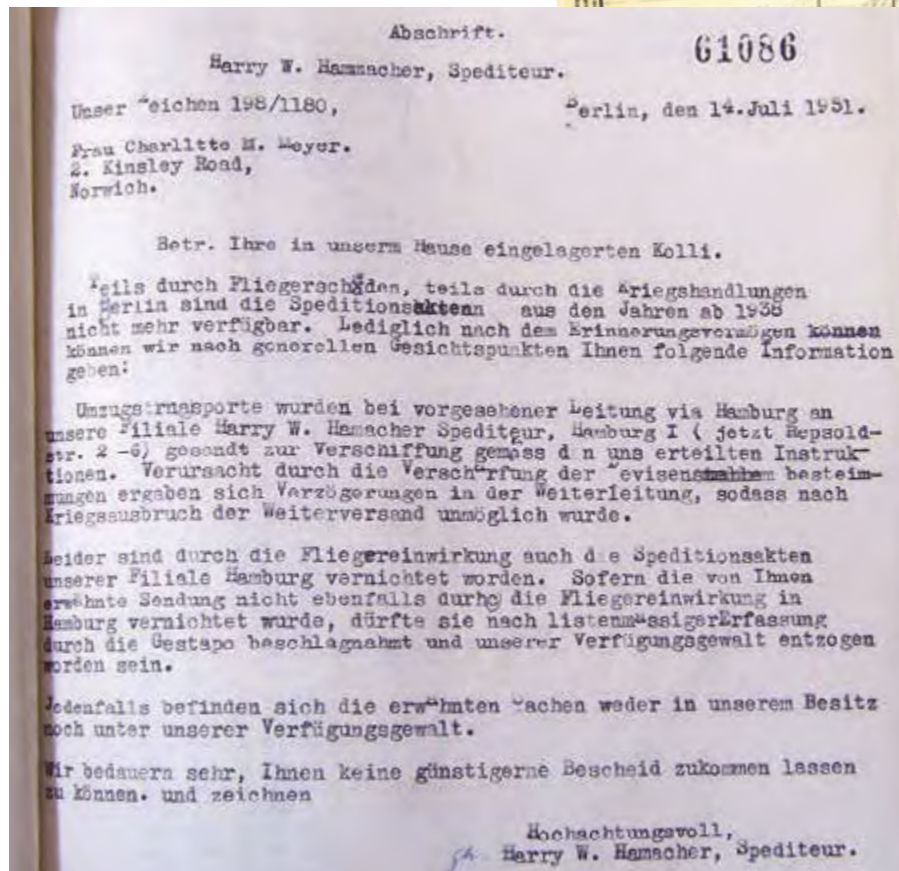 Abschrift.
61086
Harry W. Hammacher, Spediteur.
Unser Zeichen 198/1180,
Berlin, den 14.Juli 1951.
Frau Charlitte M. Meyer.
2. Kinsley Road,
Norwich.
Betr. Ihre in unserm Hause eingelagerten Kolli.
Teils durch Fliegerschäden, teils durch die Kriegshandlungen
in Berlin sind die Speditionsaktenn aus den Jahren ab 1938
nicht mehr verfügbar. Lediglich nach dem Erinnerungsvermögen können
können wir nach generellen Gesichtspunkten Ihnen folgende Information
geben:
Umzugstrnasporte wurden bei vorgesehener Leitung via Hamburg an
unsere Filiale Harry W. Hamacher Spediteur, Hamburg I ( jetzt Repsold-
str. 2 -6) gesandt zur Verschiffung gemäss d n uns erteilten Instruk-
tionen. Verursacht durch die Verschärfung der Devisen besteim-
mungen ergaben sich Verzögerungen in der Weiterleitung, sodass nach
Kriegsausbruch der Weiterversand unmöglich wurde.
Leider sind durch die Fliegereinwirkung auch d e Speditionsakten
unserer Filiale Hamburg vernichtet worden. Sofern die von Ihnen
erwähnte Sendung nicht ebenfalls durhc die Fliegereinwirkung in
Hamburg vernichtet wurde, dürfte sie nach listenmässigerErfassung
durch die Gestapo beschlagnahmt und unserer Verfügungsgewalt entzogen
worden sein.
Jedenfalls befinden sich die erwähnten Sachen weder in unserem Besitz
noch unter unserer Verfügungsgewalt.
Wir bedauern sehr, Ihnen keine günstigerne Bescheid zukommen lassen
zu können. und zeichnen
Hochachtungsvoll,
Harry W. Hamacher, Spediteur.